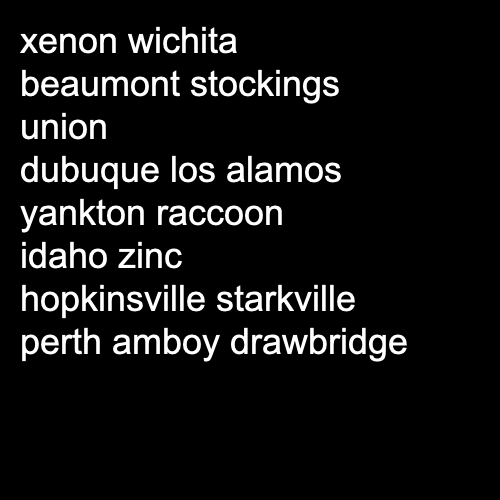 xenon wichita
beaumont stockings
union
dubuque los alamos
yankton raccoon
idaho zinc
hopkinsville starkville
perth amboy drawbridge